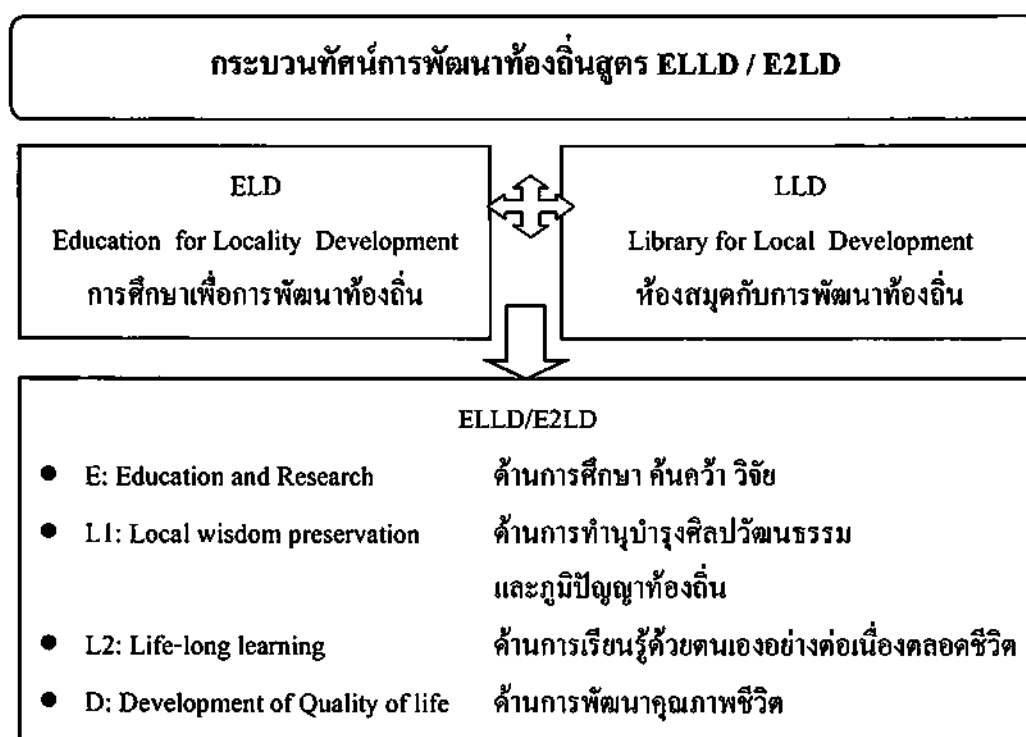 กระบวนทัศน์การพัฒนาท้องถิ่นสูตร ELLD / E2LD
ELD
Education for Locality Development
การศึกษาเพื่อการพัฒนาท้องถิ่น
LLD
Library for Local Development
ห้องสมุดกับการพัฒนาท้องถิ่น
ELLD/E2LD
● E: Education and Research ด้านการศึกษา ค้นคว้า วิจัย
● L1: Local wisdom preservation ด้านการทำนุบำรุงศิลปวัฒนธรรม
และภูมิปัญญาท้องถิ่น
● L2: Life-long learning ด้านการเรียนรู้ด้วยตนเองอย่างต่อเนื่องตลอดชีวิต
● D: Development of Quality of life ด้านการพัฒนาคุณภาพชีวิต